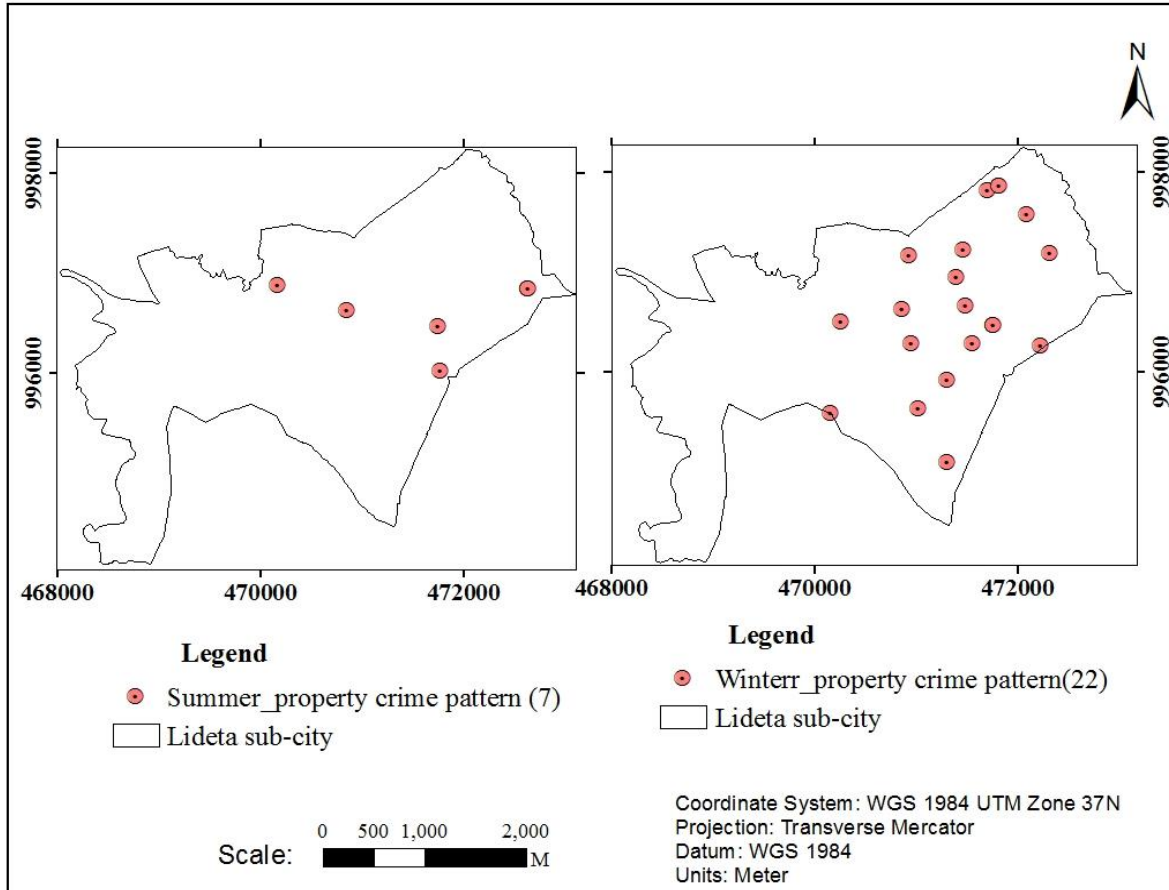 N
998000
996000
468000
470000
472000
998000
996000
468000
470000
472000
Legend
Summer_property crime pattern (7)
Lideta sub-city
Legend
Winterr_property crime pattern(22)
Lideta sub-city
0 500 1,000 2,000
Scale:
M
Coordinate System: WGS 1984 UTM Zone 37N
Projection: Transverse Mercator
Datum: WGS 1984
Units: Meter